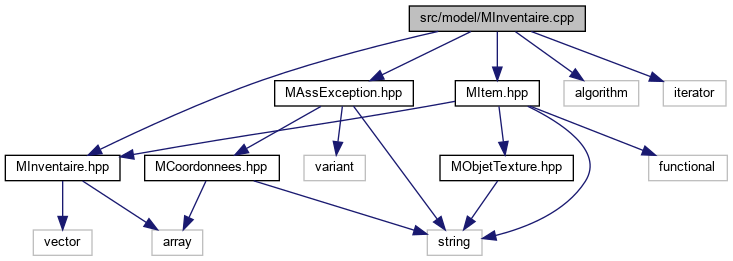 src/model/MInventaire.cpp
MAssException.hpp
MItem.hpp
algorithm
iterator
MInventaire.hpp
MCoordonnees.hpp
variant
MObjetTexture.hpp
functional
vector
array
string